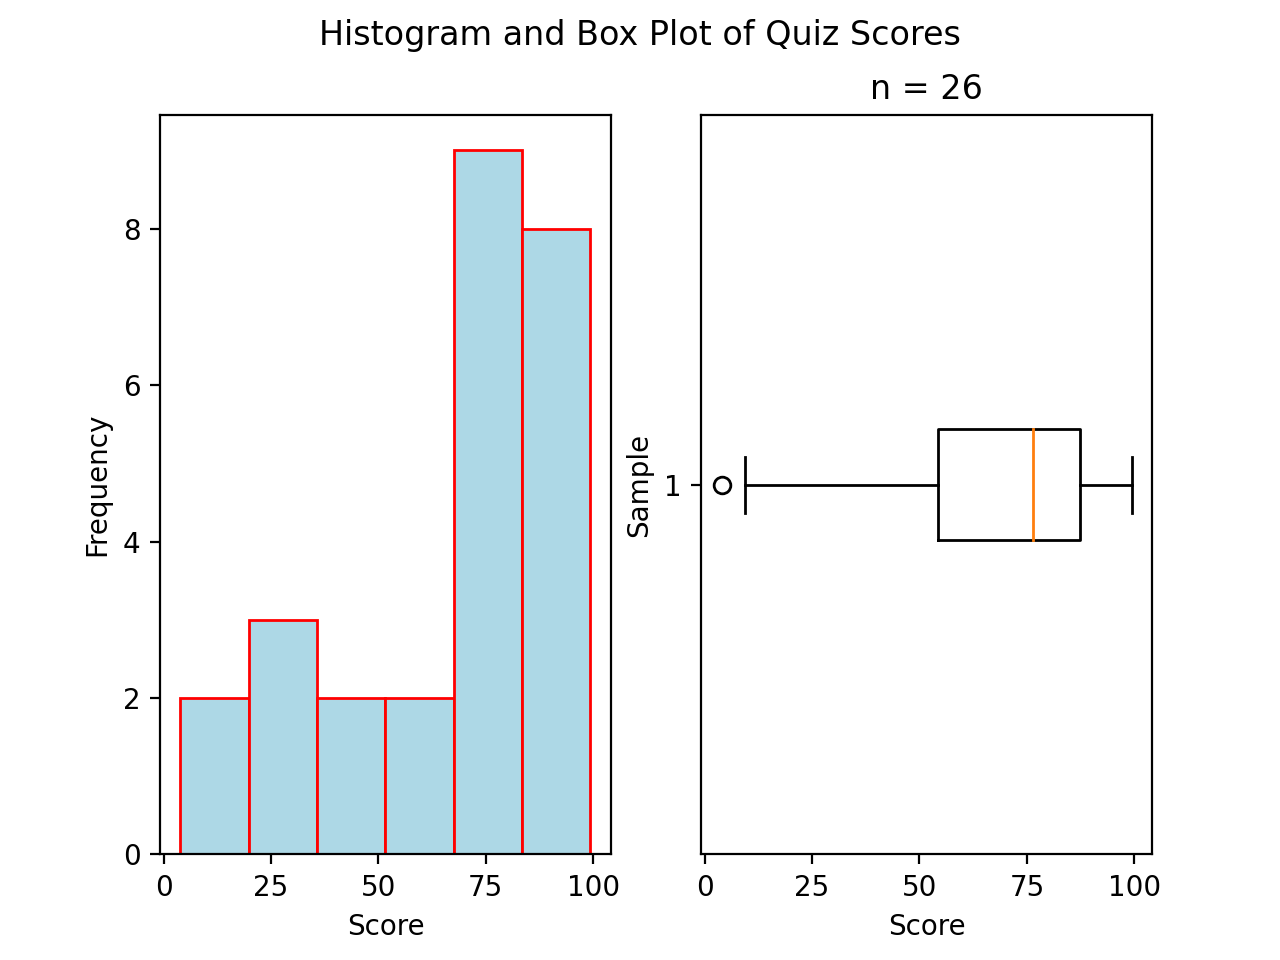 Histogram and Box Plot of Quiz Scores
n = 26
Frequency
8
6
4
2
0
0 25 50 75 100
Score
Sample
1
0 25 50 75 100
Score